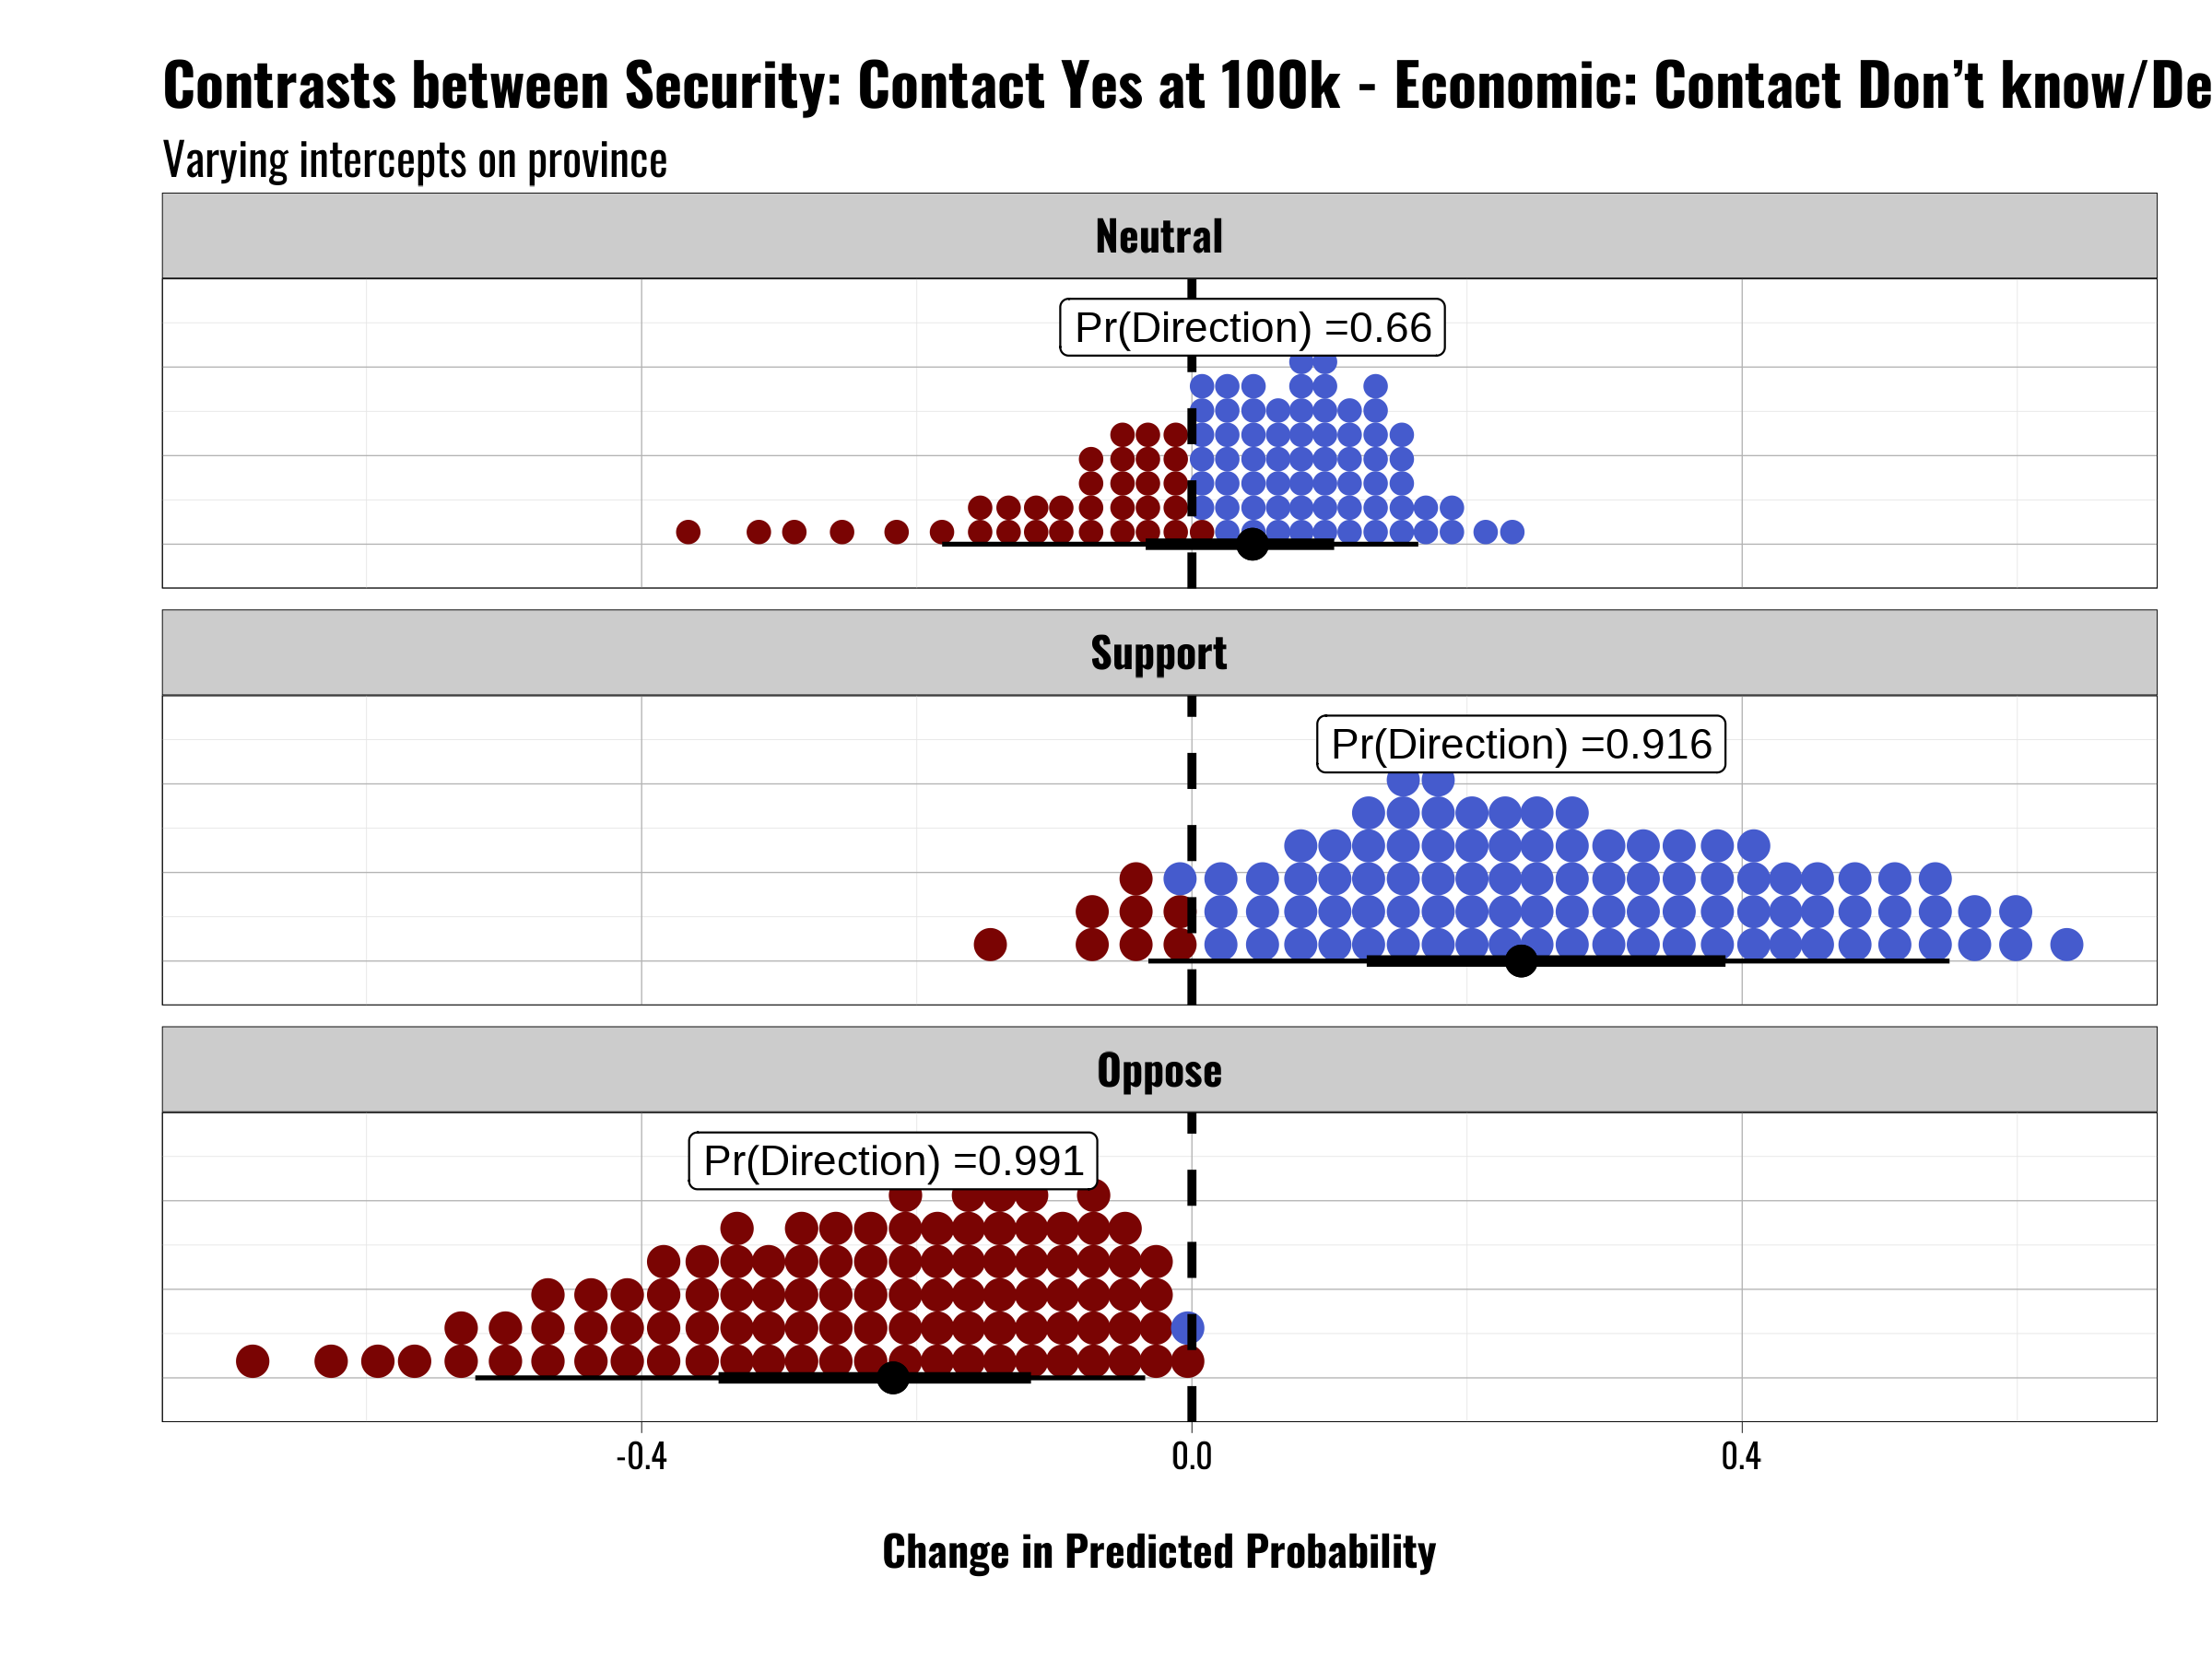 Contrasts between Security: Contact Yes at 100k - Economic: Contact Don’t know/De
Varying intercepts on province
Neutral
Pr(Direction) =0.66
Support
Pr(Direction) =0.916
Oppose
Pr(Direction) =0.991
-0.4 0.0 0.4
Change in Predicted Probability